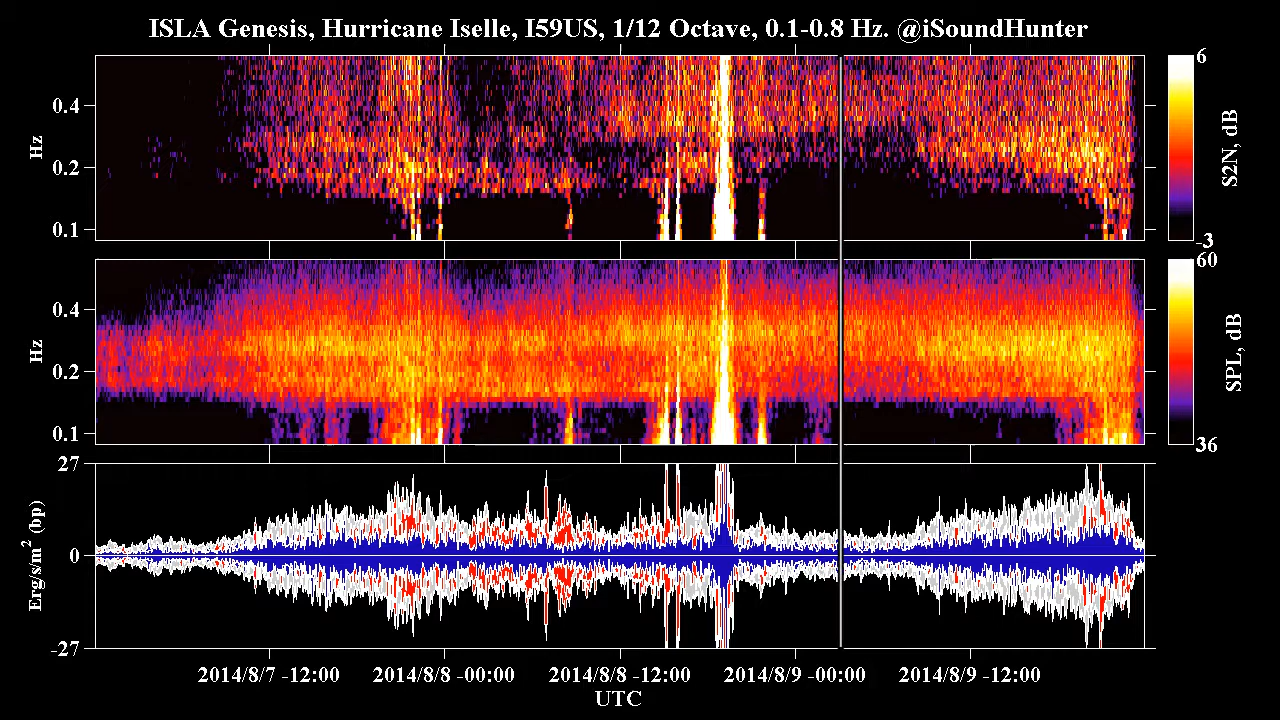 ISLA Genesis, Hurricane Iselle, I59US, 1/12 Octave, 0.1-0.8 Hz. @iSoundHunter
Hz
0.4
0.2
0.1
6
S2N, dB
-3
Hz
0.4
0.2
0.1
60
SPL, dB
36
Erg/s/m² (bp)
27
0
-27
2014/8/7 -12:00 2014/8/8 -00:00 2014/8/8 -12:00 2014/8/9 -00:00 2014/8/9 -12:00
UTC